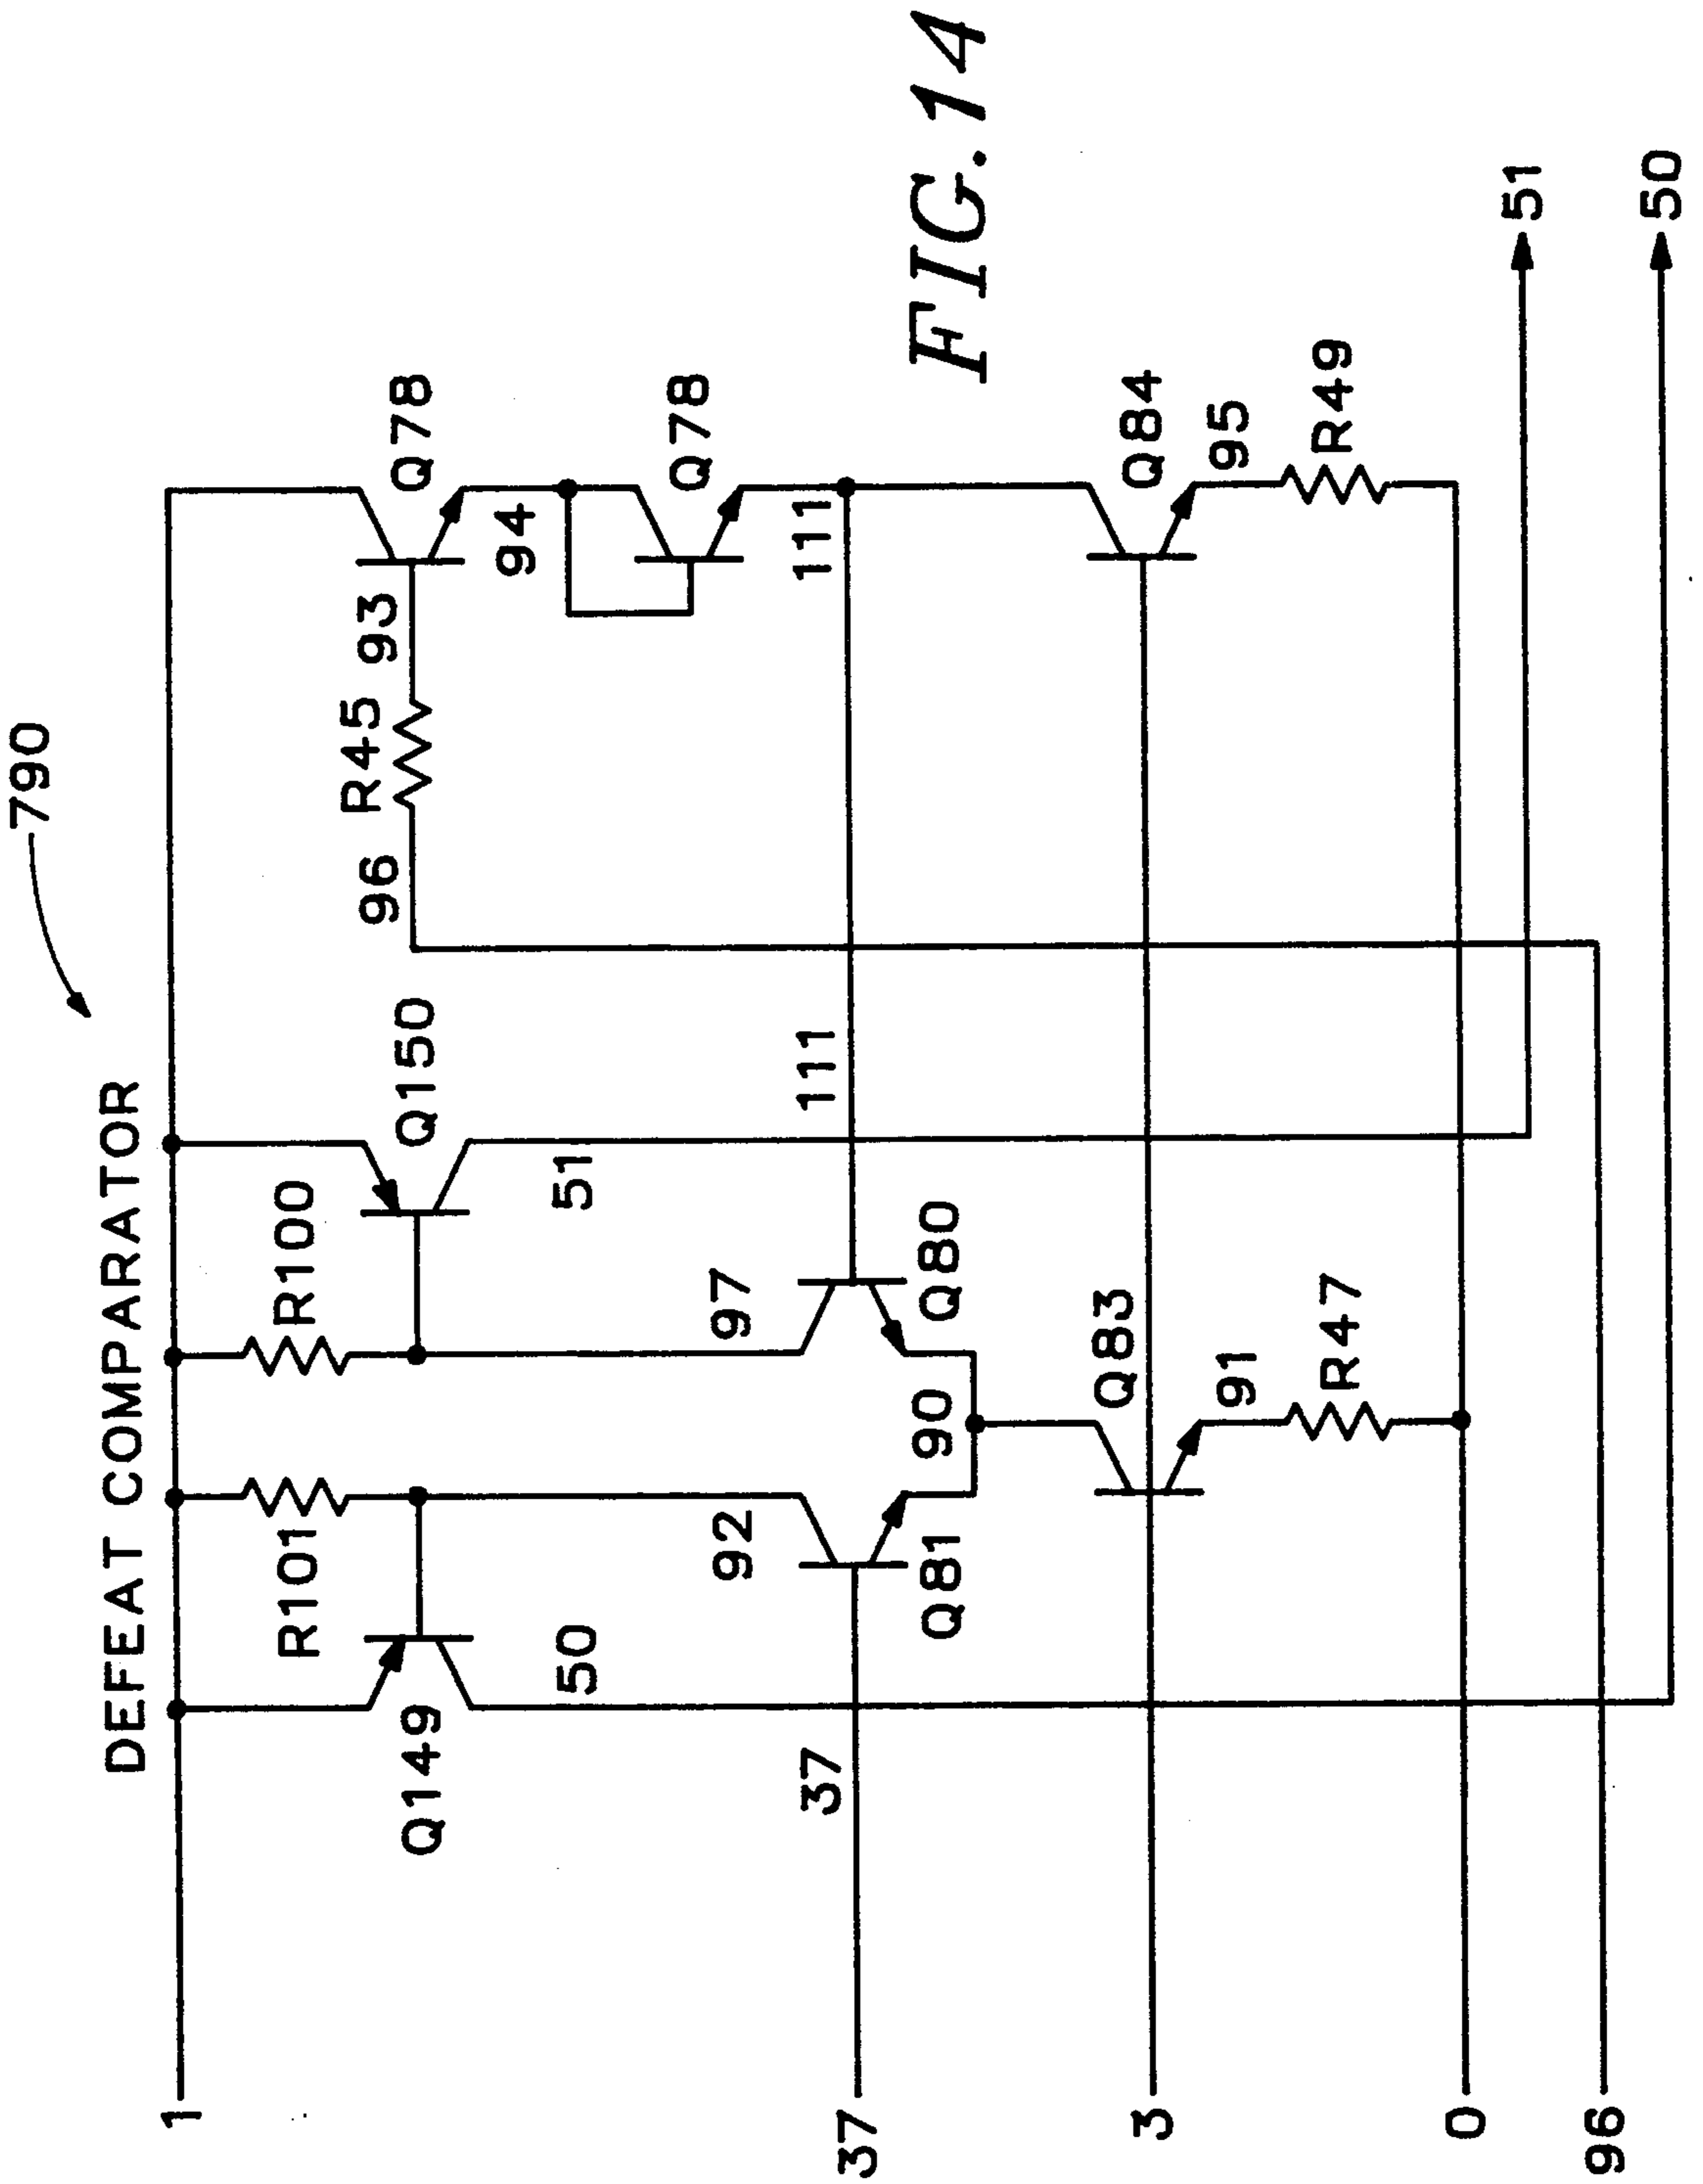 790
DEFEAT COMPARATOR
1
R101
R100
Q149
Q150
96
R45
93
Q78
50
51
94
Q78
92
97
37
37
111
111
Q81
90
Q80
FIG. 14
3
Q83
Q84
91
95
R47
R49
0
51
96
50